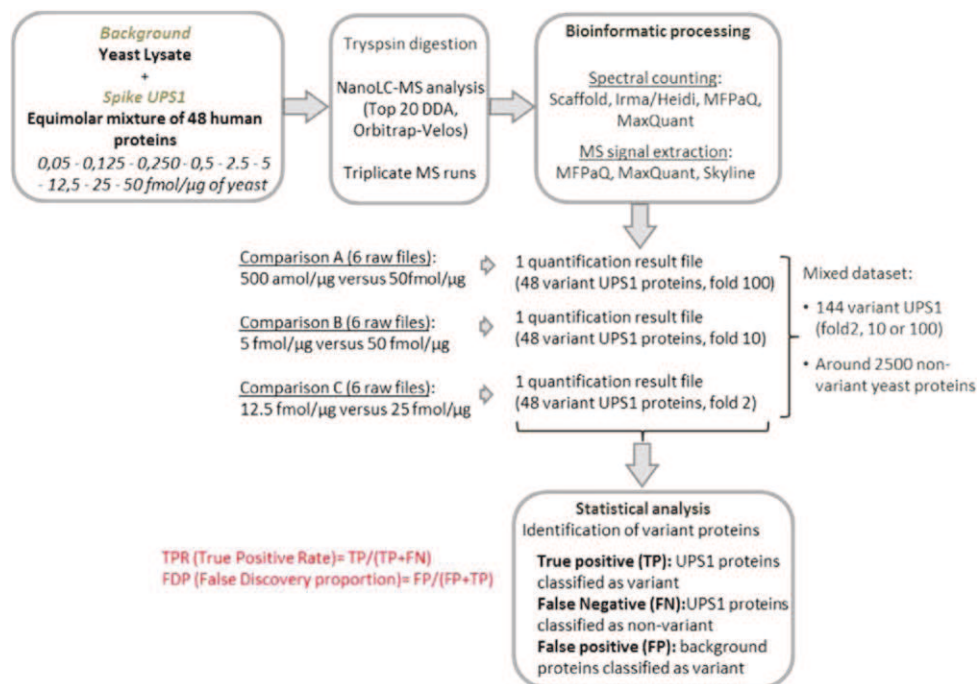 Background
Yeast Lysate
+
Spike UPS1
Equimolar mixture of 48 human
proteins
0,05 - 0,125 - 0,250 - 0,5 - 2.5 - 5
- 12,5 - 25 - 50 fmol/µg of yeast
Tryspsin digestion
NanoLC-MS analysis
(Top 20 DDA,
Orbitrap-Velos)
Triplicate MS runs
Bioinformatic processing
Spectral counting:
Scaffold, Irma/Heidi, MFPaQ,
MaxQuant
MS signal extraction:
MFPaQ, MaxQuant, Skyline
Comparison A (6 raw files):
500 amol/µg versus 50fmol/µg
1 quantification result file
(48 variant UPS1 proteins, fold 100)
Comparison B (6 raw files):
5 fmol/µg versus 50 fmol/µg
1 quantification result file
(48 variant UPS1 proteins, fold 10)
Comparison C (6 raw files):
12.5 fmol/µg versus 25 fmol/µg
1 quantification result file
(48 variant UPS1 proteins, fold 2)
Mixed dataset:
• 144 variant UPS1
(fold2, 10 or 100)
• Around 2500 non-
variant yeast proteins
Statistical analysis
Identification of variant proteins
True positive (TP): UPS1 proteins
classified as variant
False Negative (FN):UPS1 proteins
classified as non-variant
False positive (FP): background
proteins classified as variant
TPR (True Positive Rate)= TP/(TP+FN)
FDP (False Discovery proportion)= FP/(FP+TP)